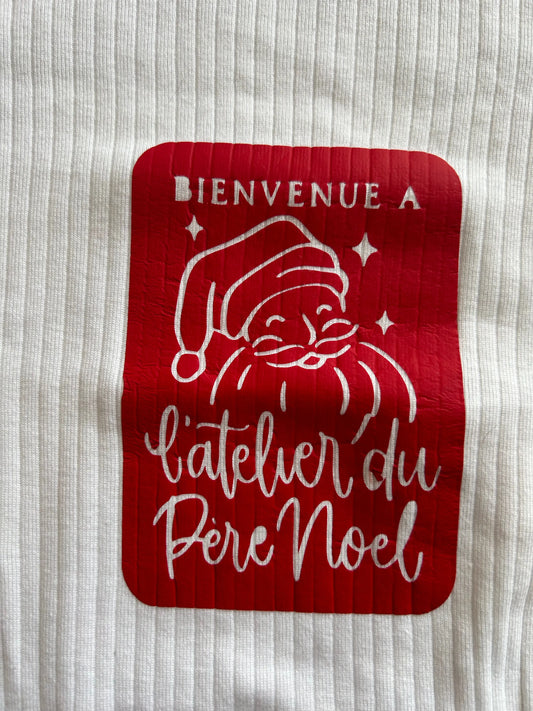 BIENVENUE A
l'atelier du
Père Noel